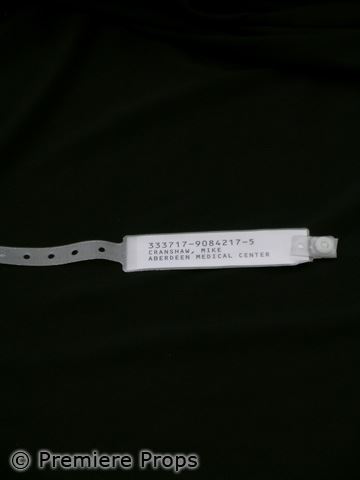 333717-9084217-5
CRANSHAW, MIKE
ABERDEEN MEDICAL CENTER
© Premiere Props